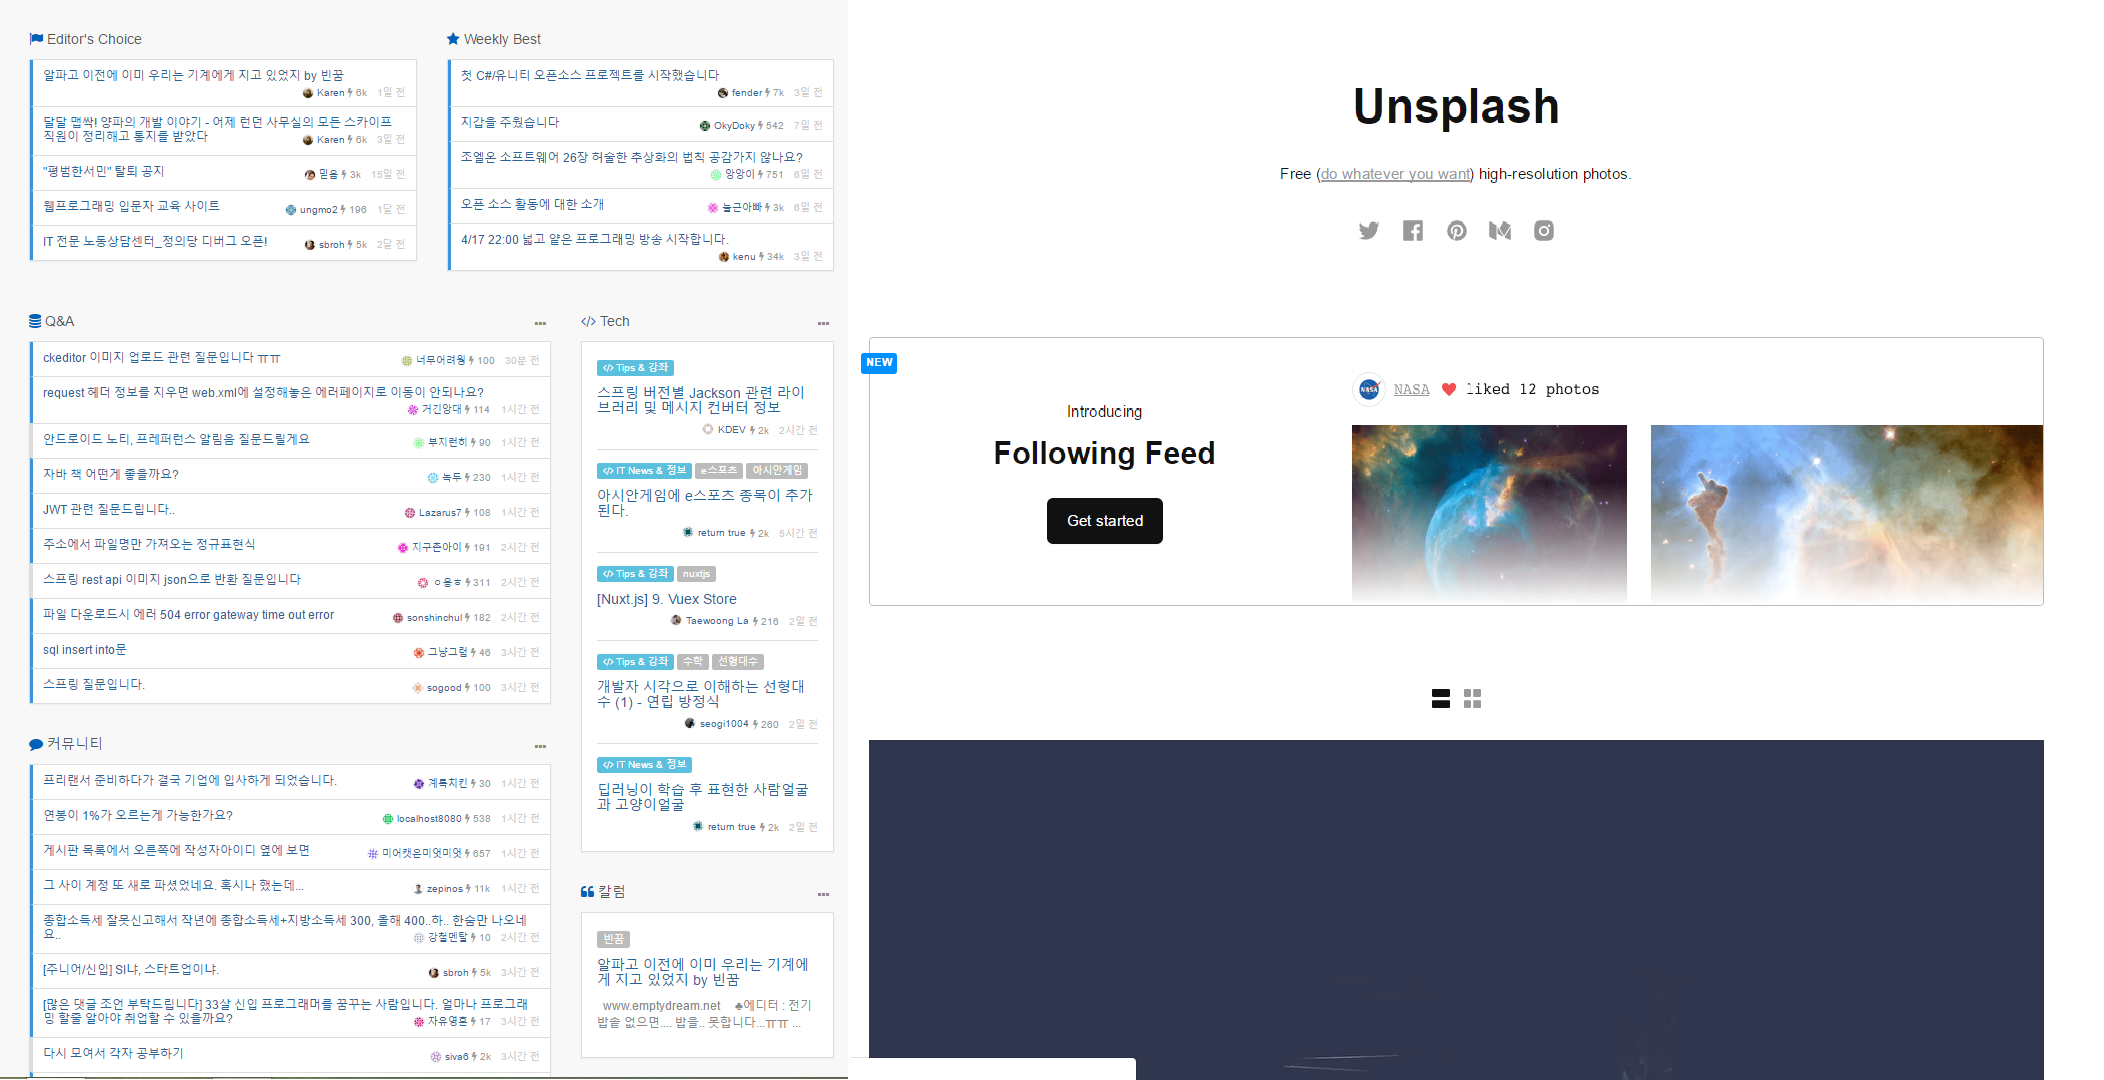 Editor's Choice
알파고 이전에 이미 우리는 기계에게 지고 있었지 by 빈꿈
Karen 6k 1일 전
달달 맵싹! 양파의 개발 이야기 - 어제 런던 사무실의 모든 스카이프
직원이 정리해고 통지를 받았다
Karen 6k 3일 전
"평범한서민" 탈퇴 공지
믿음 3k 15일 전
웹프로그래밍 입문자 교육 사이트
ungmo2 196 1달 전
IT 전문 노동상담센터_정의당 디버그 오픈!
sbroh 5k 2달 전
Weekly Best
첫 C#/유니티 오픈소스 프로젝트를 시작했습니다
fender 7k 3일 전
지갑을 주웠습니다
OkyDoky 542 7일 전
조엘온 소프트웨어 26장 허술한 추상화의 법칙 공감가지 않나요?
앙앙이 751 6일 전
오픈 소스 활동에 대한 소개
늙근아빠 3k 6일 전
4/17 22:00 넓고 얕은 프로그래밍 방송 시작합니다.
kenu 34k 3일 전
Q&A
ckeditor 이미지 업로드 관련 질문입니다 ㅠㅠ
너무어려웡 100 30분 전
request 헤더 정보를 지우면 web.xml에 설정해놓은 에러페이지로 이동이 안되나요?
거긴앙대 114 1시간 전
안드로이드 노티, 프레퍼런스 알림음 질문드릴게요
부지런히 90 1시간 전
자바 책 어떤게 좋을까요?
녹두 230 1시간 전
JWT 관련 질문드립니다..
Lazarus7 108 1시간 전
주소에서 파일명만 가져오는 정규표현식
지구촌아이 191 2시간 전
스프링 rest api 이미지 json으로 반환 질문입니다
ㅇ용ㅎ 311 2시간 전
파일 다운로드시 에러 504 error gateway time out error
sonshinchul 182 2시간 전
sql insert into문
그냥그럼 46 3시간 전
스프링 질문입니다.
sogood 100 3시간 전
커뮤니티
프리랜서 준비하다가 결국 기업에 입사하게 되었습니다.
계륵치킨 30 1시간 전
연봉이 1%가 오르는게 가능한가요?
localhost8080 538 1시간 전
게시판 목록에서 오른쪽에 작성자아이디 옆에 보면
미어캣은미엇미엇 657 1시간 전
그 사이 계정 또 새로 파셨었네요. 혹시나 했는데...
zepinos 11k 1시간 전
종합소득세 잘못신고해서 작년에 종합소득세+지방소득세 300, 올해 400..하.. 한숨만 나오네
요..
강철멘탈 10 2시간 전
[주니어/신입] SI냐, 스타트업이냐.
sbroh 5k 3시간 전
[많은 댓글 조언 부탁드립니다] 33살 신입 프로그래머를 꿈꾸는 사람입니다. 얼마나 프로그래
밍 할줄 알아야 취업할 수 있을까요?
자유영혼 17 3시간 전
다시 모여서 각자 공부하기
siva6 2k 3시간 전
Tech
Tips & 강좌
스프링 버전별 Jackson 관련 라이
브러리 및 메시지 컨버터 정보
KDEV 2k 2시간 전
IT News & 정보 e스포츠 아시안게임
아시안게임에 e스포츠 종목이 추가
된다.
return true 2k 5시간 전
Tips & 강좌 nuxtjs
[Nuxt.js] 9. Vuex Store
Taewoong La 216 2일 전
Tips & 강좌 수학 선형대수
개발자 시각으로 이해하는 선형대
수 (1) - 연립 방정식
seogi1004 260 2일 전
IT News & 정보
딥러닝이 학습 후 표현한 사람얼굴
과 고양이얼굴
return true 2k 2일 전
칼럼
빈꿈
알파고 이전에 이미 우리는 기계에
게 지고 있었지 by 빈꿈
www.emptydream.net ♣에디터 : 전기
밥솥 없으면.... 밥을.. 못합니다...ㅠㅠ ...
Unsplash
Free (do whatever you want) high-resolution photos.
NEW
Introducing
Following Feed
Get started
NASA
NASA ♥ liked 12 photos